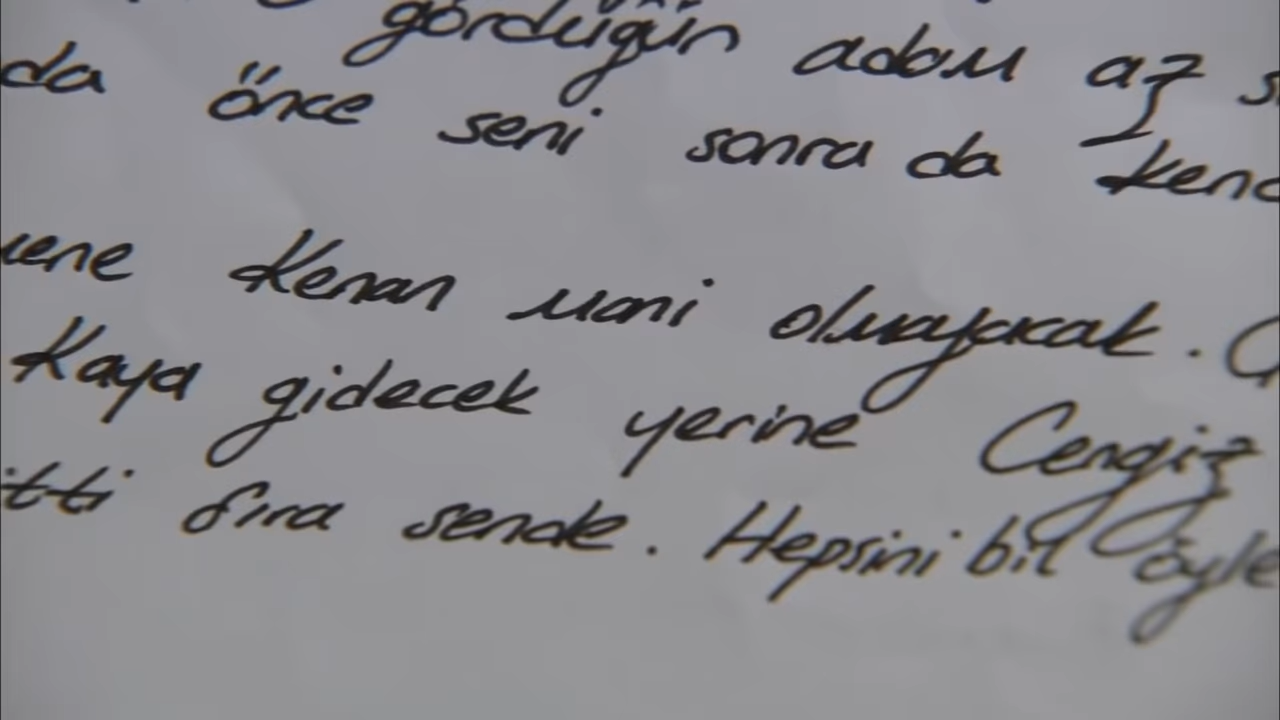 gördüğün adam az
da önce seni sonra da
Kenan mani olmayacak.
Kaya gidecek yerine Cengiz
itti sıra sende. Hepsini bil öyle